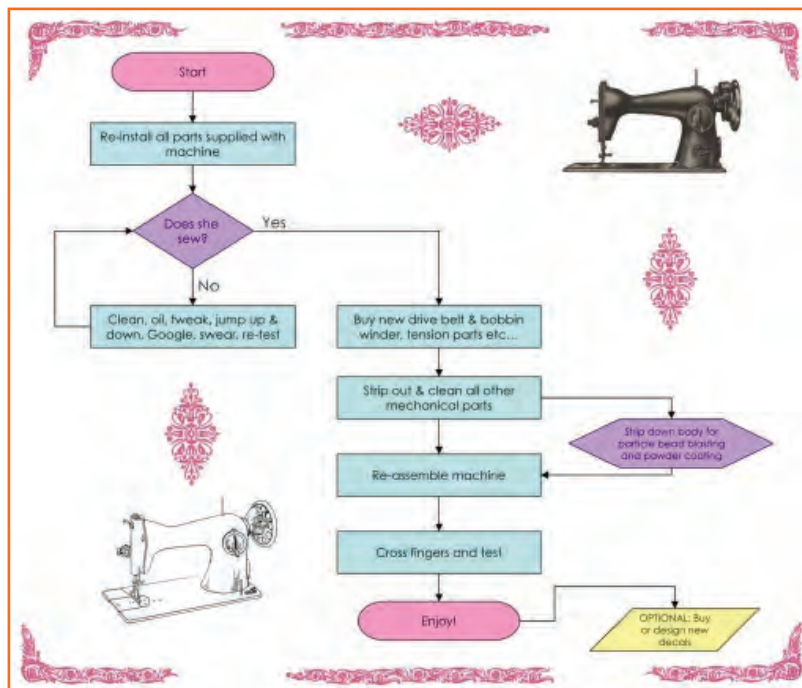 Start
Re-install all parts supplied with
machine
Does she
sew?
Yes
No
Clean, oil, tweak, jump up &
down, Google, swear, re-test
Buy new drive belt & bobbin
winder, tension parts etc...
Strip out & clean all other
mechanical parts
Strip down body for
particle bead blasting
and powder coating
Re-assemble machine
Cross fingers and test
Enjoy!
OPTIONAL: Buy
or design new
decals